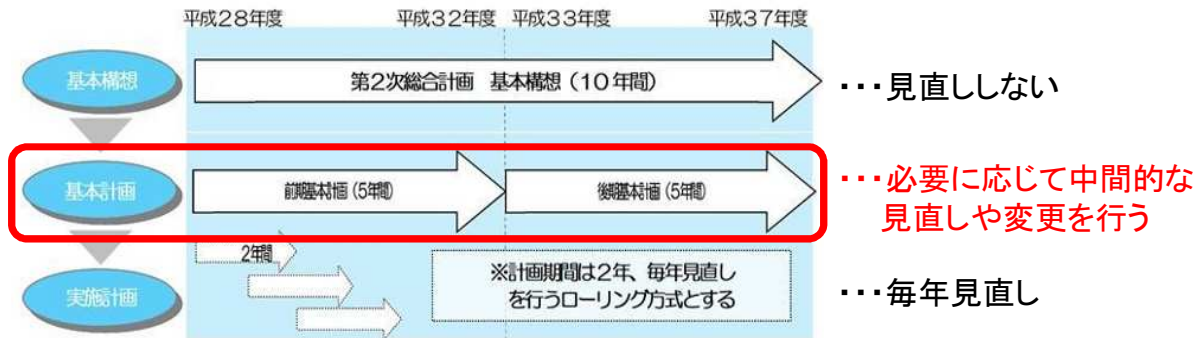 平成28年度 平成32年度 平成33年度 平成37年度
基本構想
第2次総合計画 基本構想（10年間）
・・・見直ししない
基本計画
前期基本計画（5年間）
後期基本計画（5年間）
・・・必要に応じて中間的な
見直しや変更を行う
2年間
実施計画
※計画期間は2年、毎年見直し
を行うローリング方式とする
・・・毎年見直し